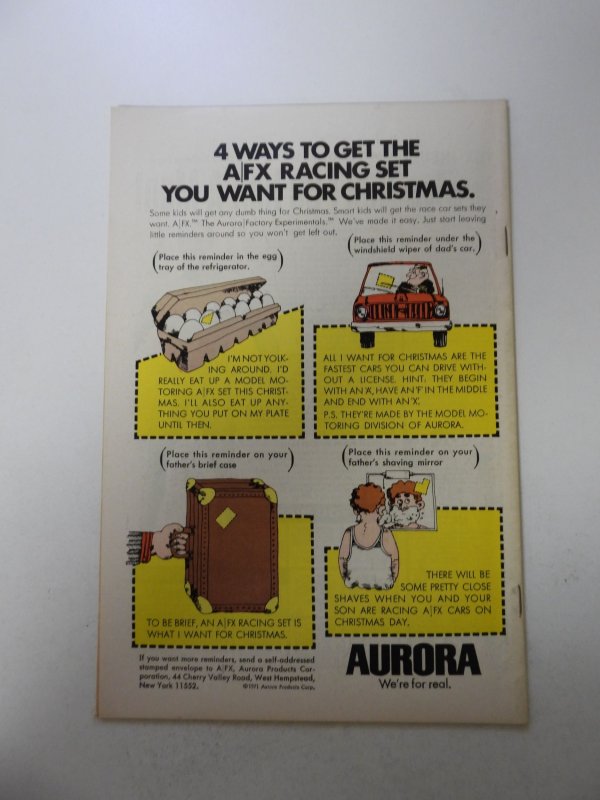 4 WAYS TO GET THE
A|FX RACING SET
YOU WANT FOR CHRISTMAS.
Some kids will get any dumb thing for Christmas. Smart kids will get the race car sets they
want. A|FX.™ The Aurora|Factory Experimentals.™ We've made it easy. Just start leaving
little reminders around so you won't get left out.
(Place this reminder in the egg
tray of the refrigerator.)
I'M NOT YOLK-
ING AROUND. I'D
REALLY EAT UP A MODEL MO-
TORING A|FX SET THIS CHRIST-
MAS. I'LL ALSO EAT UP ANY-
THING YOU PUT ON MY PLATE
UNTIL THEN.
(Place this reminder under the
windshield wiper of dad's car.)
ALL I WANT FOR CHRISTMAS ARE THE
FASTEST CARS YOU CAN DRIVE WITH-
OUT A LICENSE. HINT: THEY BEGIN
WITH AN 'A', HAVE AN 'F' IN THE MIDDLE
AND END WITH AN 'X'.
P.S. THEY'RE MADE BY THE MODEL MO-
TORING DIVISION OF AURORA.
(Place this reminder on your
father's brief case)
TO BE BRIEF, AN A|FX RACING SET IS
WHAT I WANT FOR CHRISTMAS.
(Place this reminder on your
father's shaving mirror)
THERE WILL BE
SOME PRETTY CLOSE
SHAVES WHEN YOU AND YOUR
SON ARE RACING A|FX CARS ON
CHRISTMAS DAY.
If you want more reminders, send a self-addressed
stamped envelope to A|FX, Aurora Products Cor-
poration, 44 Cherry Valley Road, West Hempstead,
New York 11552.
©1971 Aurora Products Corp.
AURORA
We're for real.